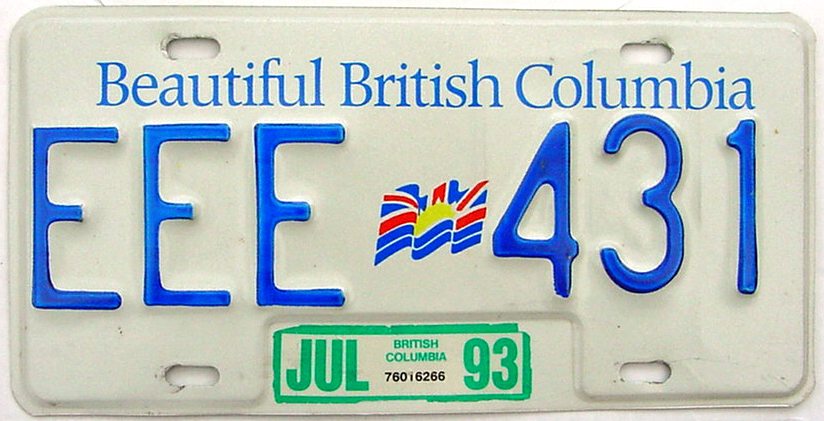 Beautiful British Columbia
EEE 431
JUL BRITISH COLUMBIA 93
76016266